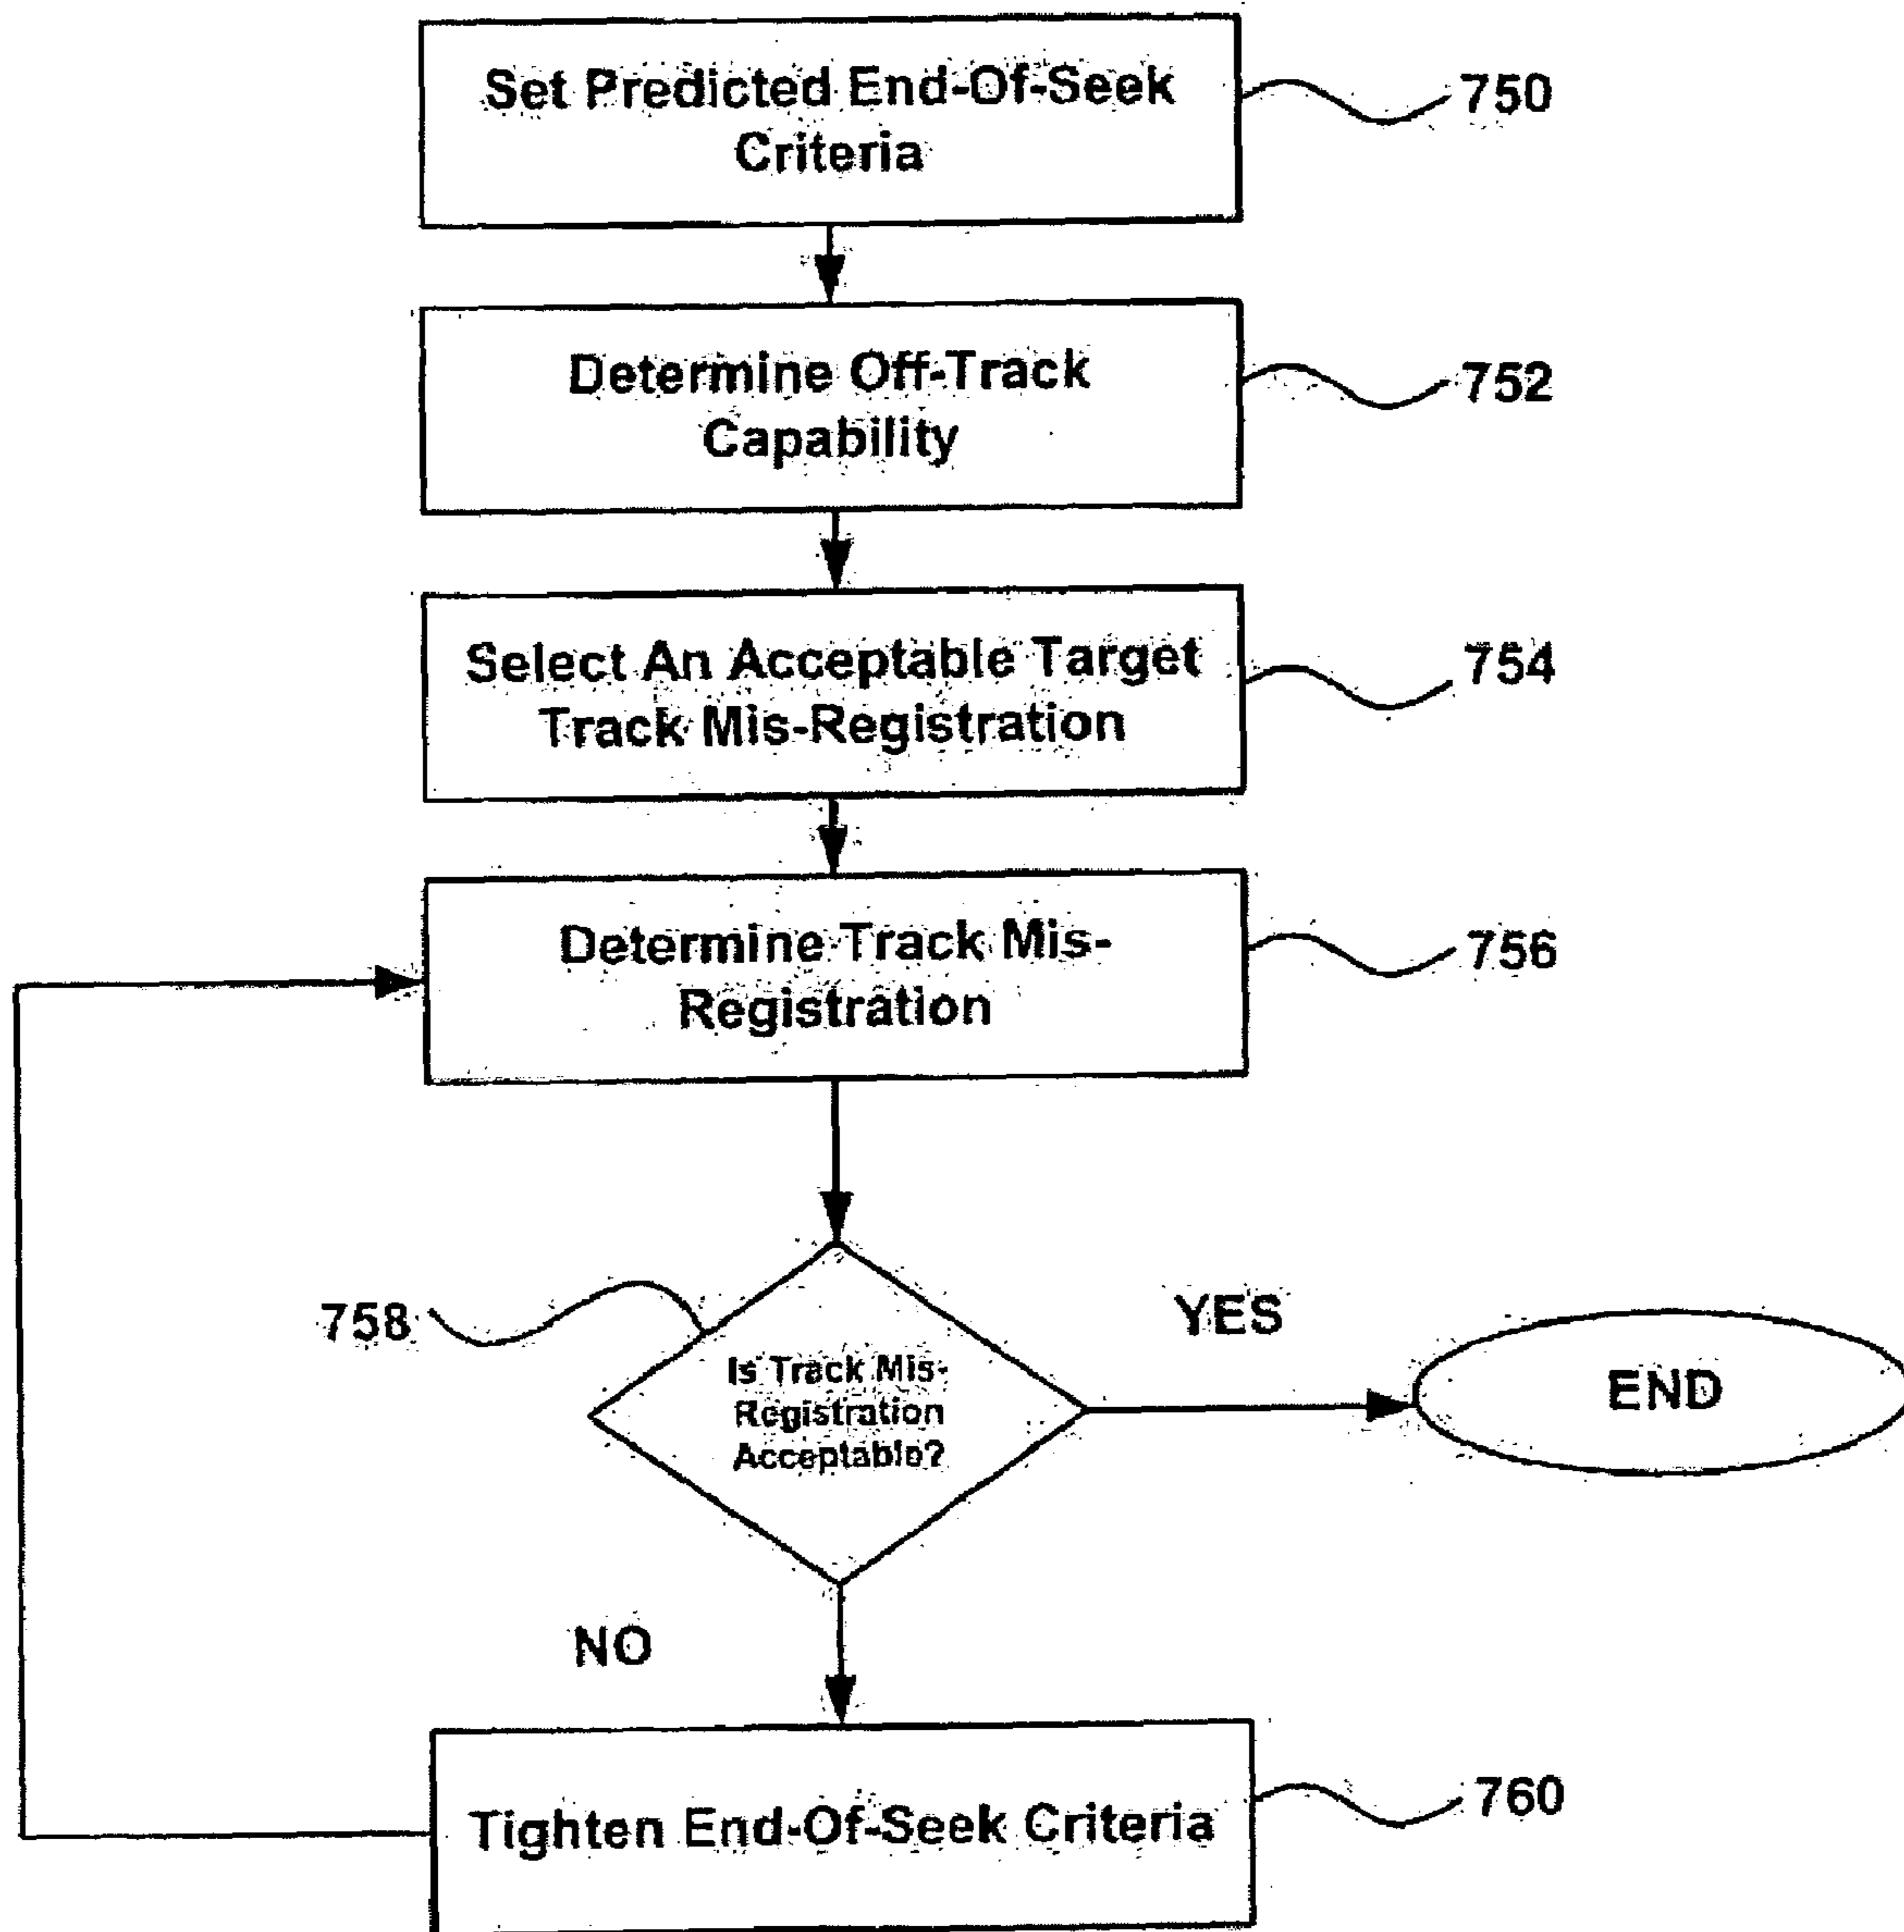 Set Predicted End-Of-Seek
Criteria
750
Determine Off-Track
Capability
752
Select An Acceptable Target
Track Mis-Registration
754
Determine Track Mis-
Registration
756
758
Is Track Mis-
Registration
Acceptable?
YES
END
NO
Tighten End-Of-Seek Criteria
760